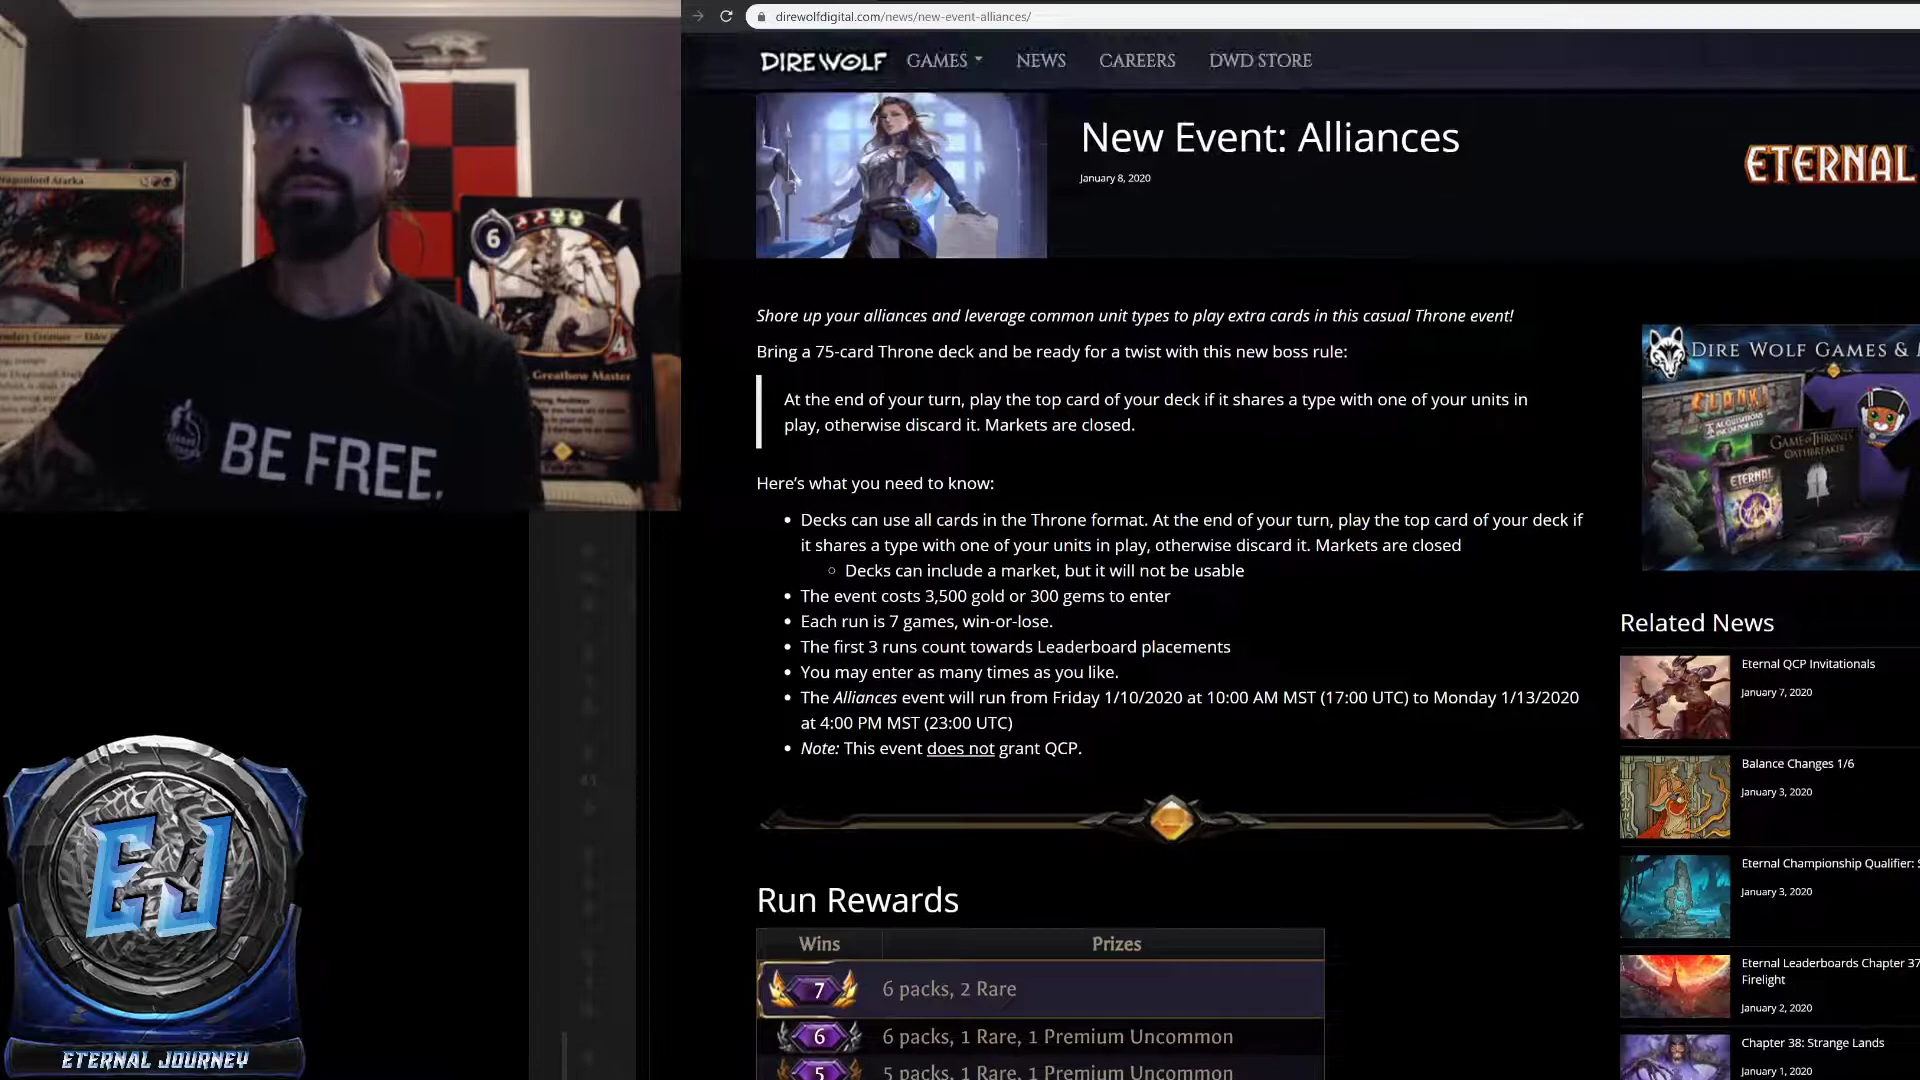 direwolfdigital.com/news/new-event-alliances/
DIRE WOLF GAMES NEWS CAREERS DWD STORE
New Event: Alliances
January 8, 2020
ETERNAL
Shore up your alliances and leverage common unit types to play extra cards in this casual Throne event!
Bring a 75-card Throne deck and be ready for a twist with this new boss rule:
At the end of your turn, play the top card of your deck if it shares a type with one of your units in
play, otherwise discard it. Markets are closed.
Here's what you need to know:
Decks can use all cards in the Throne format. At the end of your turn, play the top card of your deck if
it shares a type with one of your units in play, otherwise discard it. Markets are closed
Decks can include a market, but it will not be usable
The event costs 3,500 gold or 300 gems to enter
Each run is 7 games, win-or-lose.
The first 3 runs count towards Leaderboard placements
You may enter as many times as you like.
The Alliances event will run from Friday 1/10/2020 at 10:00 AM MST (17:00 UTC) to Monday 1/13/2020
at 4:00 PM MST (23:00 UTC)
Note: This event does not grant QCP.
Run Rewards
Wins Prizes
7 6 packs, 2 Rare
6 6 packs, 1 Rare, 1 Premium Uncommon
5 5 packs, 1 Rare, 1 Premium Uncommon
DIRE WOLF GAMES &
CLANK!
ACQUISITIONS
INCORPORATED
GAME OF THRONES
OATHBREAKER
ETERNAL
Related News
Eternal QCP Invitationals
January 7, 2020
Balance Changes 1/6
January 3, 2020
Eternal Championship Qualifier:
January 3, 2020
Eternal Leaderboards Chapter 37
Firelight
January 2, 2020
Chapter 38: Strange Lands
January 1, 2020
Dragonlord Atarka
6
4
Greatbow Master
BE FREE.
EJ
ETERNAL JOURNEY